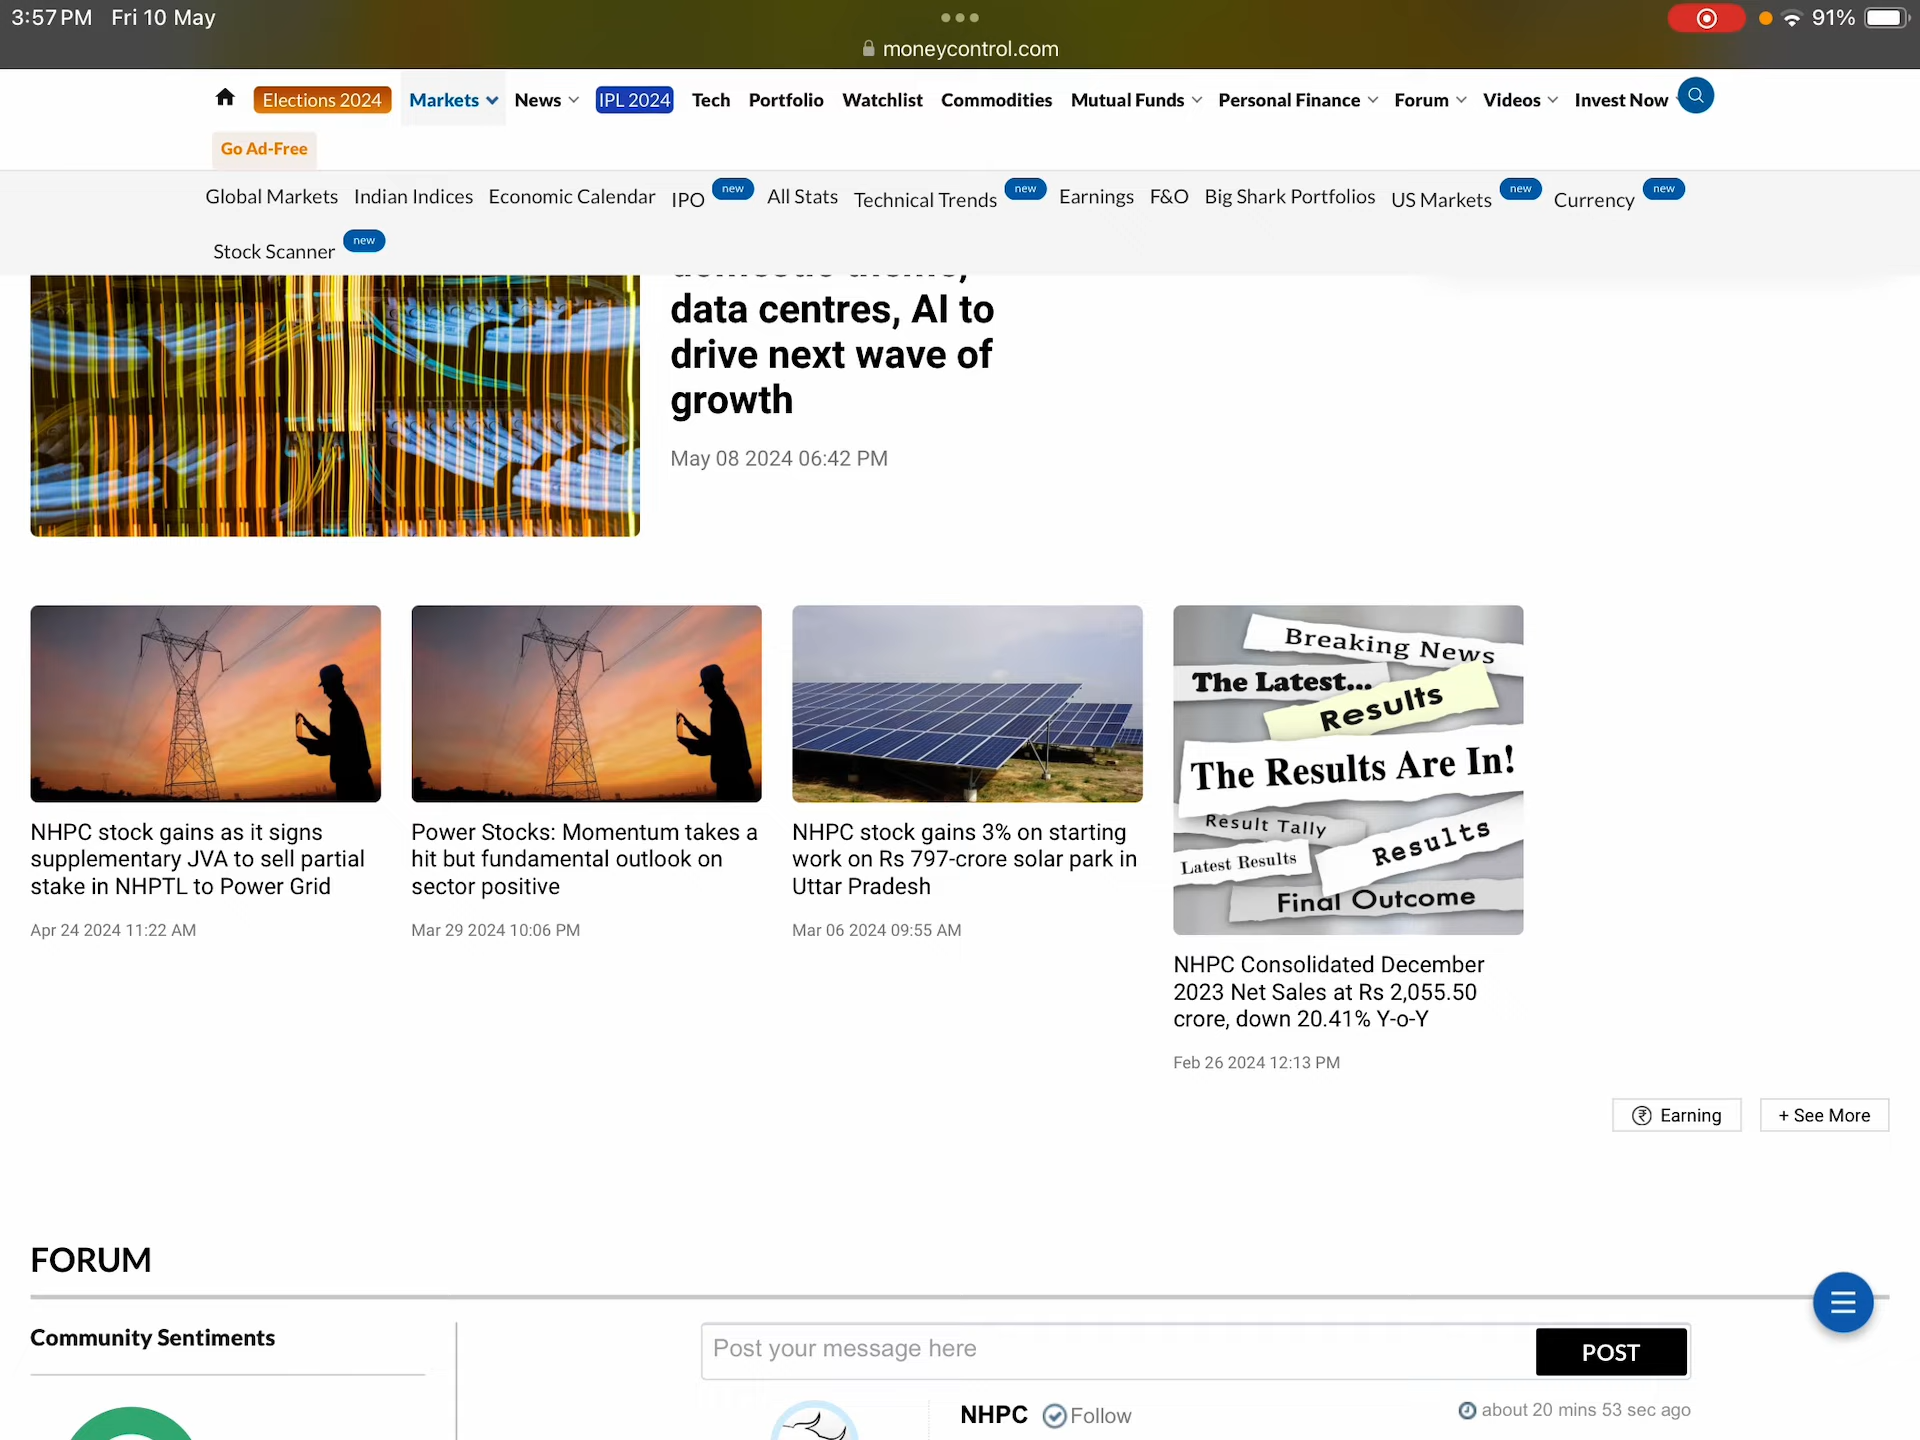 3:57 PM Fri 10 May
91%
moneycontrol.com
Elections 2024 Markets News IPL 2024 Tech Portfolio Watchlist Commodities Mutual Funds Personal Finance Forum Videos Invest Now
Go Ad-Free
Global Markets Indian Indices Economic Calendar IPO new All Stats Technical Trends new Earnings F&O Big Shark Portfolios US Markets new Currency new
Stock Scanner new
data centres, AI to
drive next wave of
growth
May 08 2024 06:42 PM
NHPC stock gains as it signs
supplementary JVA to sell partial
stake in NHPTL to Power Grid
Apr 24 2024 11:22 AM
Power Stocks: Momentum takes a
hit but fundamental outlook on
sector positive
Mar 29 2024 10:06 PM
NHPC stock gains 3% on starting
work on Rs 797-crore solar park in
Uttar Pradesh
Mar 06 2024 09:55 AM
Breaking News
The Latest...
Results
The Results Are In!
Result Tally
Results
Latest Results
Final Outcome
NHPC Consolidated December
2023 Net Sales at Rs 2,055.50
crore, down 20.41% Y-o-Y
Feb 26 2024 12:13 PM
₹ Earning
+ See More
FORUM
Community Sentiments
Post your message here
POST
NHPC Follow
about 20 mins 53 sec ago